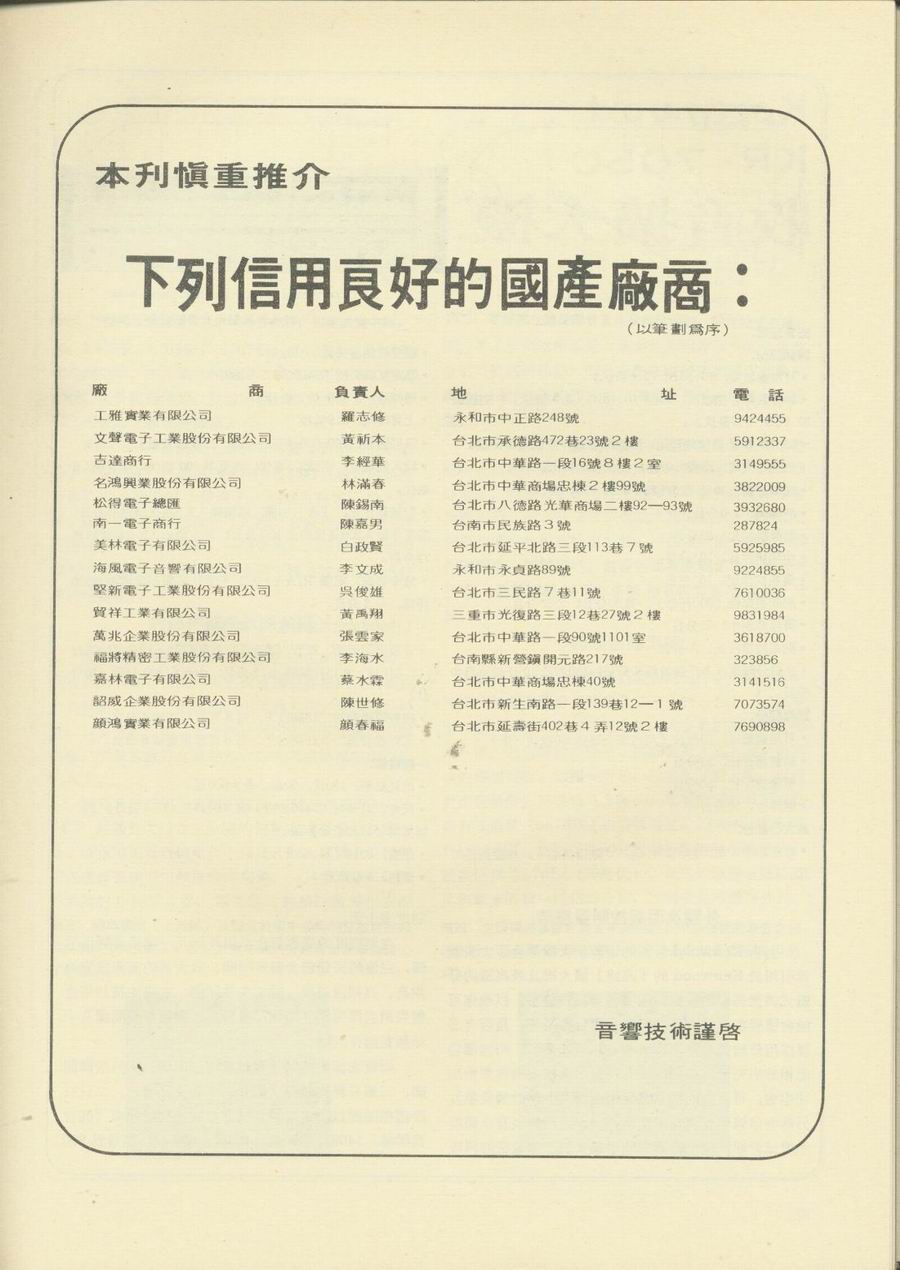 本刊慎重推介
下列信用良好的國產廠商：
（以筆劃為序）
廠 商 負責人 地 址 電 話
工雅實業有限公司 羅志修 永和市中正路248號 9424455
文聲電子工業股份有限公司 黃祈本 台北市承德路472巷23號2樓 5912337
吉達商行 李經華 台北市中華路一段16號8樓2室 3149555
名鴻興業股份有限公司 林滿春 台北市中華商場忠棟2樓99號 3822009
松得電子總匯 陳錫南 台北市八德路光華商場二樓92—93號 3932680
南一電子商行 陳嘉男 台南市民族路3號 287824
美林電子有限公司 白政賢 台北市延平北路三段113巷7號 5925985
海風電子音響有限公司 李文成 永和市永貞路89號 9224855
堅新電子工業股份有限公司 吳俊雄 台北市三民路7巷11號 7610036
貿祥工業有限公司 黃禹翔 三重市光復路三段12巷27號2樓 9831984
萬兆企業股份有限公司 張雲家 台北市中華路一段90號1101室 3618700
福將精密工業股份有限公司 李海水 台南縣新營鎮開元路217號 323856
嘉林電子有限公司 蔡水霖 台北市中華商場忠棟40號 3141516
韶威企業股份有限公司 陳世修 台北市新生南路一段139巷12—1號 7073574
顏鴻實業有限公司 顏春福 台北市延壽街402巷4弄12號2樓 7690898
音響技術謹啓